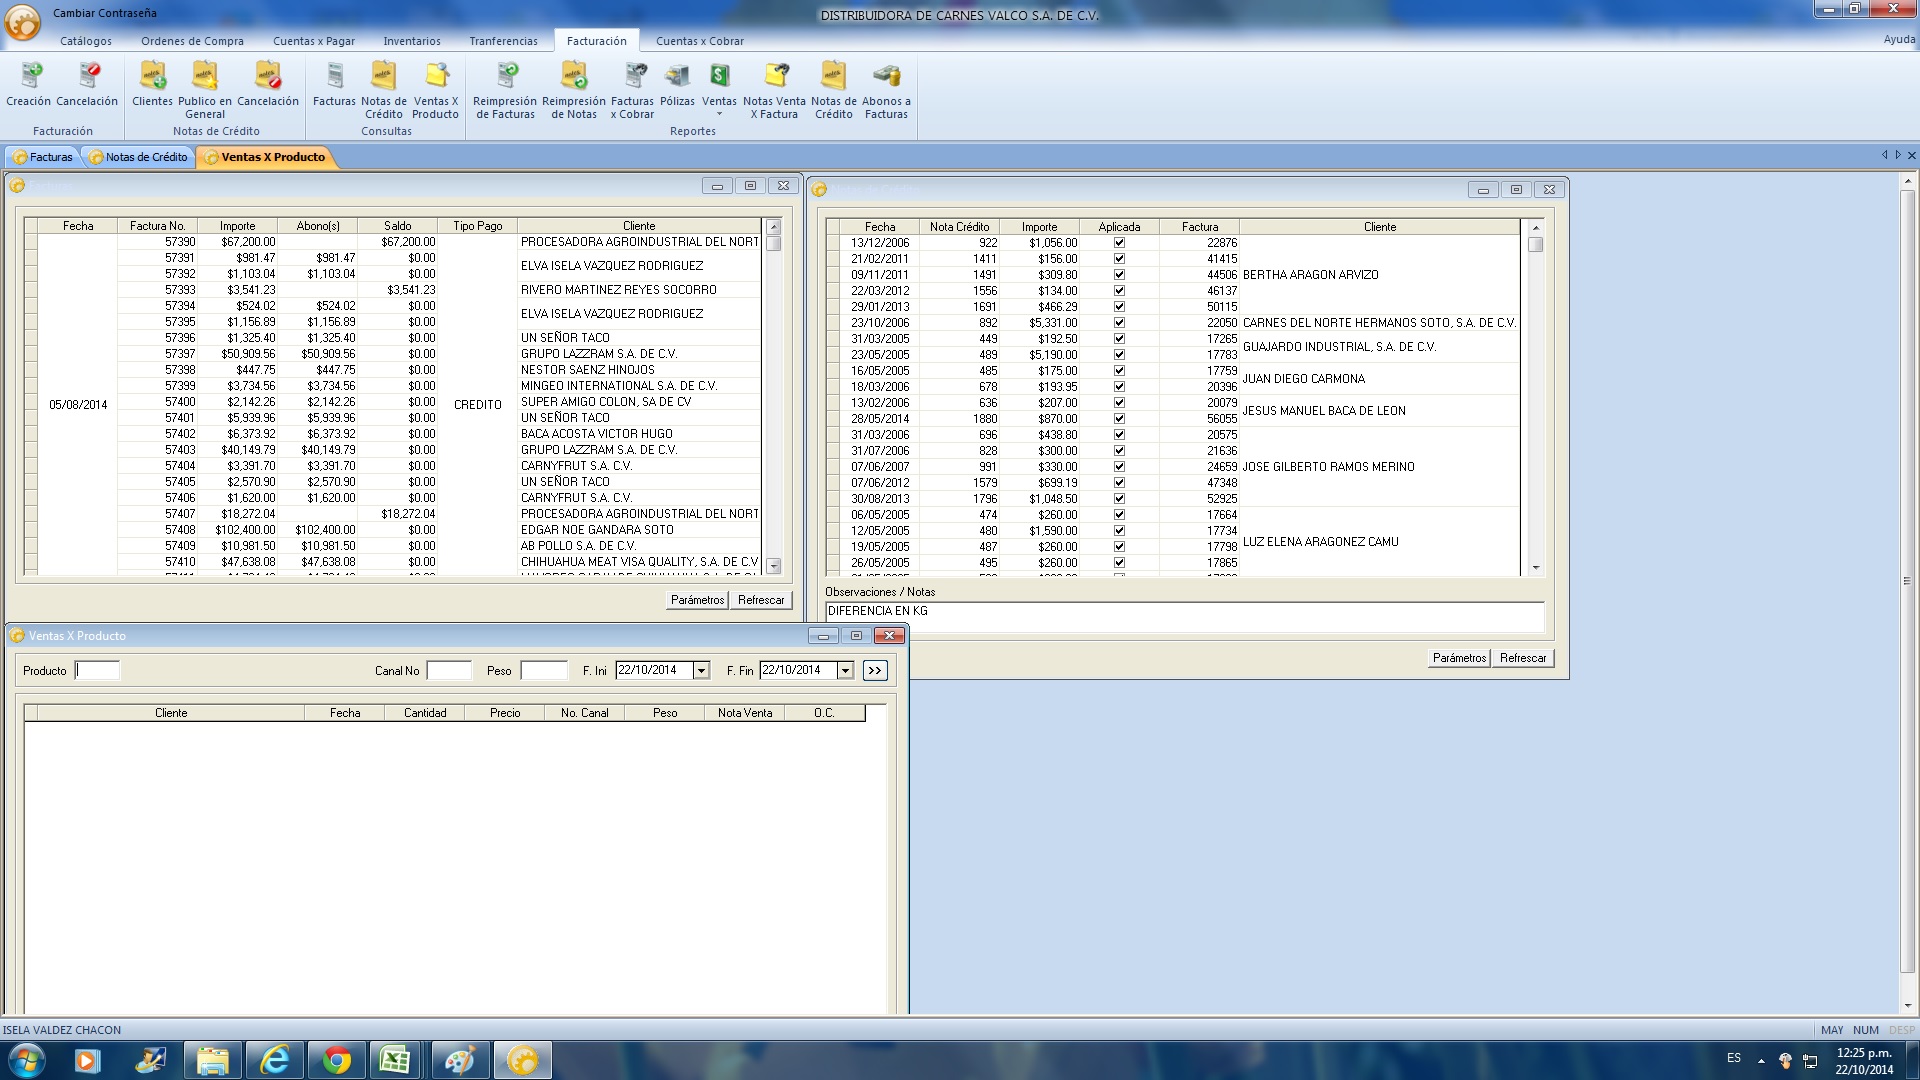 Cambiar Contraseña
DISTRIBUIDORA DE CARNES VALCO S.A. DE C.V.
Catálogos Ordenes de Compra Cuentas x Pagar Inventarios Tranferencias Facturación Cuentas x Cobrar Ayuda
Creación Cancelación Clientes Publico en General Cancelación Facturas Notas de Crédito Ventas X Producto Reimpresión de Facturas Reimpresión de Notas Facturas x Cobrar Pólizas Ventas Notas Venta X Factura Notas de Crédito Abonos a Facturas
Facturación Notas de Crédito Consultas Reportes
Facturas Notas de Crédito Ventas X Producto
Fecha Factura No. Importe Abono(s) Saldo Tipo Pago Cliente
57390 $67,200.00 $67,200.00 PROCESADORA AGROINDUSTRIAL DEL NORT
57391 $981.47 $981.47 $0.00
ELVA ISELA VAZQUEZ RODRIGUEZ
57392 $1,103.04 $1,103.04 $0.00
57393 $3,541.23 $3,541.23 RIVERO MARTINEZ REYES SOCORRO
57394 $524.02 $524.02 $0.00
ELVA ISELA VAZQUEZ RODRIGUEZ
57395 $1,156.89 $1,156.89 $0.00
57396 $1,325.40 $1,325.40 $0.00 UN SEÑOR TACO
57397 $50,909.56 $50,909.56 $0.00 GRUPO LAZZRAM S.A. DE C.V.
57398 $447.75 $447.75 $0.00 NESTOR SAENZ HINOJOS
57399 $3,734.56 $3,734.56 $0.00 MINGEO INTERNATIONAL S.A. DE C.V.
05/08/2014 57400 $2,142.26 $2,142.26 $0.00 CREDITO SUPER AMIGO COLON, SA DE CV
57401 $5,939.96 $5,939.96 $0.00 UN SEÑOR TACO
57402 $6,373.92 $6,373.92 $0.00 BACA ACOSTA VICTOR HUGO
57403 $40,149.79 $40,149.79 $0.00 GRUPO LAZZRAM S.A. DE C.V.
57404 $3,391.70 $3,391.70 $0.00 CARNYFRUT S.A. C.V.
57405 $2,570.90 $2,570.90 $0.00 UN SEÑOR TACO
57406 $1,620.00 $1,620.00 $0.00 CARNYFRUT S.A. C.V.
57407 $18,272.04 $18,272.04 PROCESADORA AGROINDUSTRIAL DEL NORT
57408 $102,400.00 $102,400.00 $0.00 EDGAR NOE GANDARA SOTO
57409 $10,981.50 $10,981.50 $0.00 AB POLLO S.A. DE C.V.
57410 $47,638.08 $47,638.08 $0.00 CHIHUAHUA MEAT VISA QUALITY, S.A. DE C.V
Parámetros Refrescar
Fecha Nota Crédito Importe Aplicada Factura Cliente
13/12/2006 922 $1,056.00 22876
21/02/2011 1411 $156.00 41415
09/11/2011 1491 $309.80 44506 BERTHA ARAGON ARVIZO
22/03/2012 1556 $134.00 46137
29/01/2013 1691 $466.29 50115
23/10/2006 892 $5,331.00 22050 CARNES DEL NORTE HERMANOS SOTO, S.A. DE C.V.
31/03/2005 449 $192.50 17265
GUAJARDO INDUSTRIAL, S.A. DE C.V.
23/05/2005 489 $5,190.00 17783
16/05/2005 485 $175.00 17759
JUAN DIEGO CARMONA
18/03/2006 678 $193.95 20396
13/02/2006 636 $207.00 20079
JESUS MANUEL BACA DE LEON
28/05/2014 1880 $870.00 56055
31/03/2006 696 $438.80 20575
31/07/2006 828 $300.00 21636
07/06/2007 991 $330.00 24659 JOSE GILBERTO RAMOS MERINO
07/06/2012 1579 $699.19 47348
30/08/2013 1796 $1,048.50 52925
06/05/2005 474 $260.00 17664
12/05/2005 480 $1,590.00 17734
LUZ ELENA ARAGONEZ CAMU
19/05/2005 487 $260.00 17798
26/05/2005 495 $260.00 17865
Observaciones / Notas
DIFERENCIA EN KG
Parámetros Refrescar
Ventas X Producto
Producto Canal No Peso F. Ini 22/10/2014 F. Fin 22/10/2014 >>
Cliente Fecha Cantidad Precio No. Canal Peso Nota Venta O.C.
ISELA VALDEZ CHACON MAY NUM DESP
ES 12:25 p.m.
22/10/2014